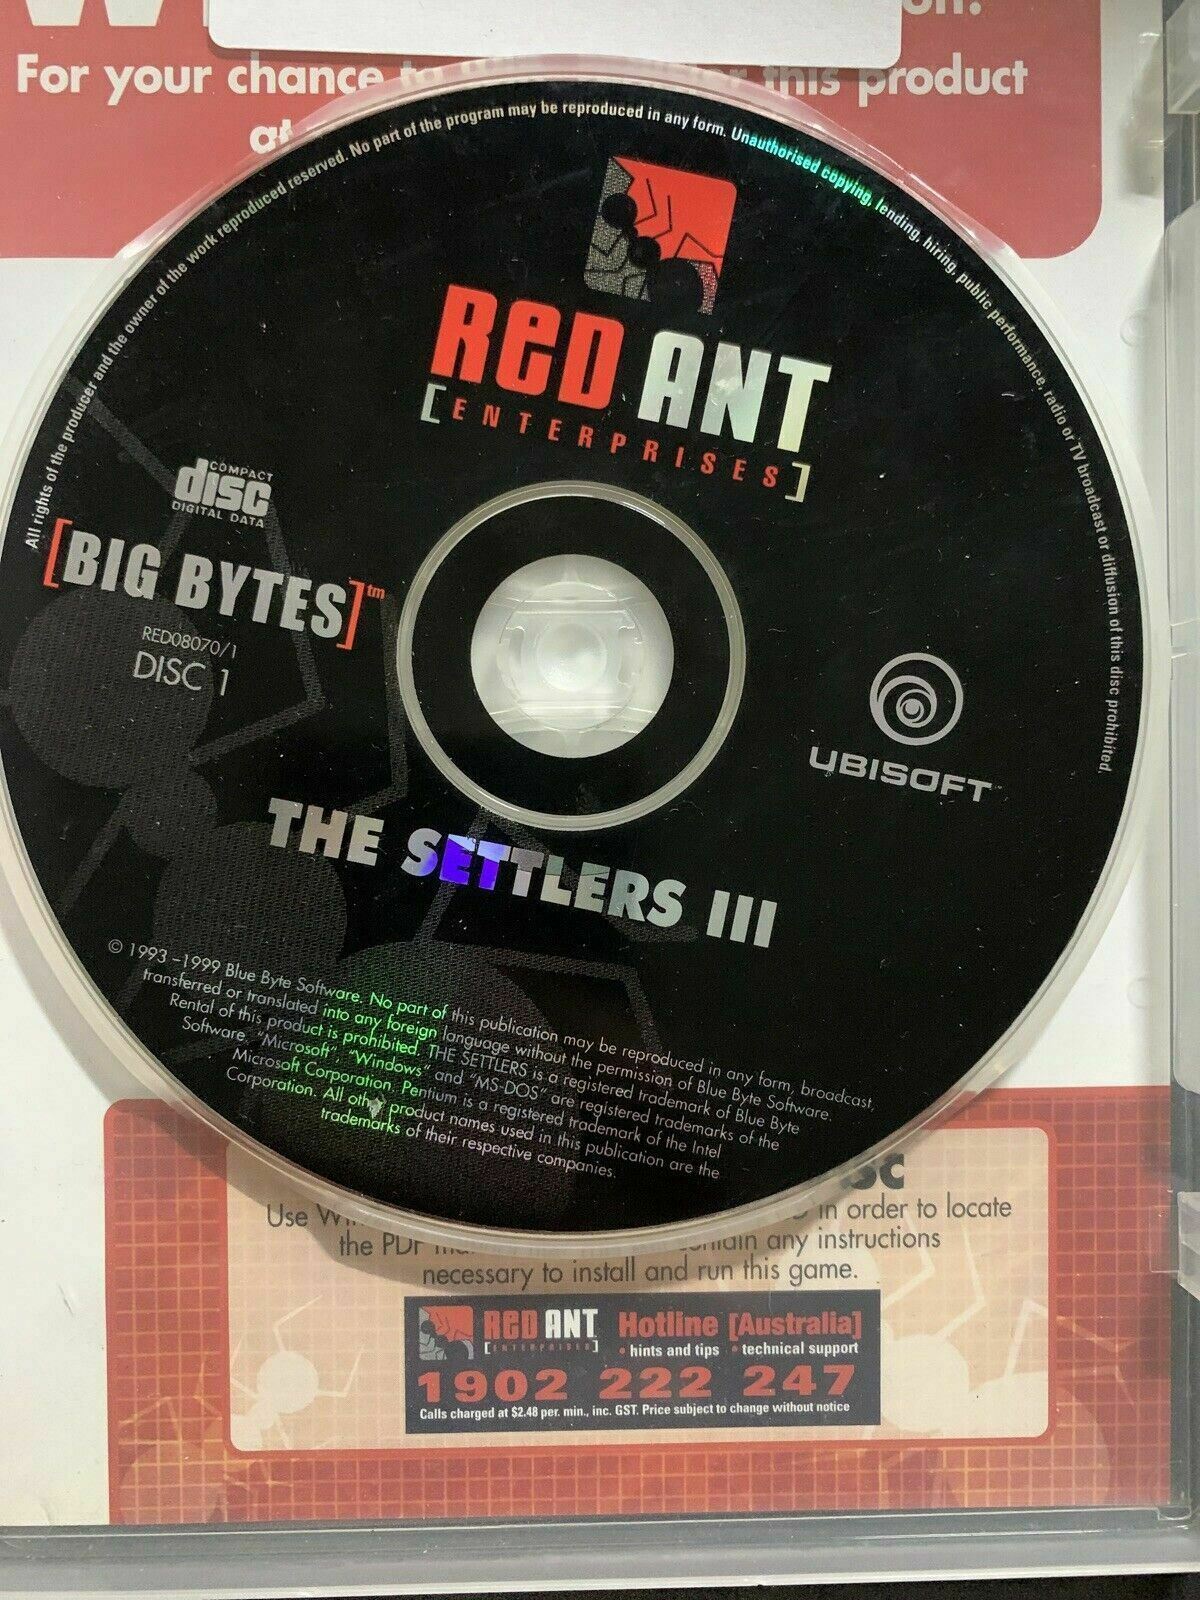 on!
For your chance to this product
at
All rights of the producer and the owner of the work reproduced reserved. No part of the program may be reproduced in any form. Unauthorised copying, lending, hiring, public performance, radio or TV broadcast or diffusion of this disc prohibited.
RED ANT
[ENTERPRISES]
COMPACT
disc
DIGITAL DATA
[BIG BYTES]™
RED08070/1
DISC 1
UBISOFT™
THE SETTLERS III
© 1993 –1999 Blue Byte Software. No part of this publication may be reproduced in any form, broadcast,
transferred or translated into any foreign language without the permission of Blue Byte Software.
Rental of this product is prohibited. THE SETTLERS is a registered trademark of Blue Byte
Software. "Microsoft", "Windows" and "MS-DOS" are registered trademarks of the
Microsoft Corporation. Pentium is a registered trademark of the Intel
Corporation. All other product names used in this publication are the
trademarks of their respective companies.
Use in order to locate
the PDF contain any instructions
necessary to install and run this game.
RED ANT Hotline [Australia]
[ENTERPRISES] • hints and tips • technical support
1902 222 247
Calls charged at $2.48 per. min., inc. GST. Price subject to change without notice